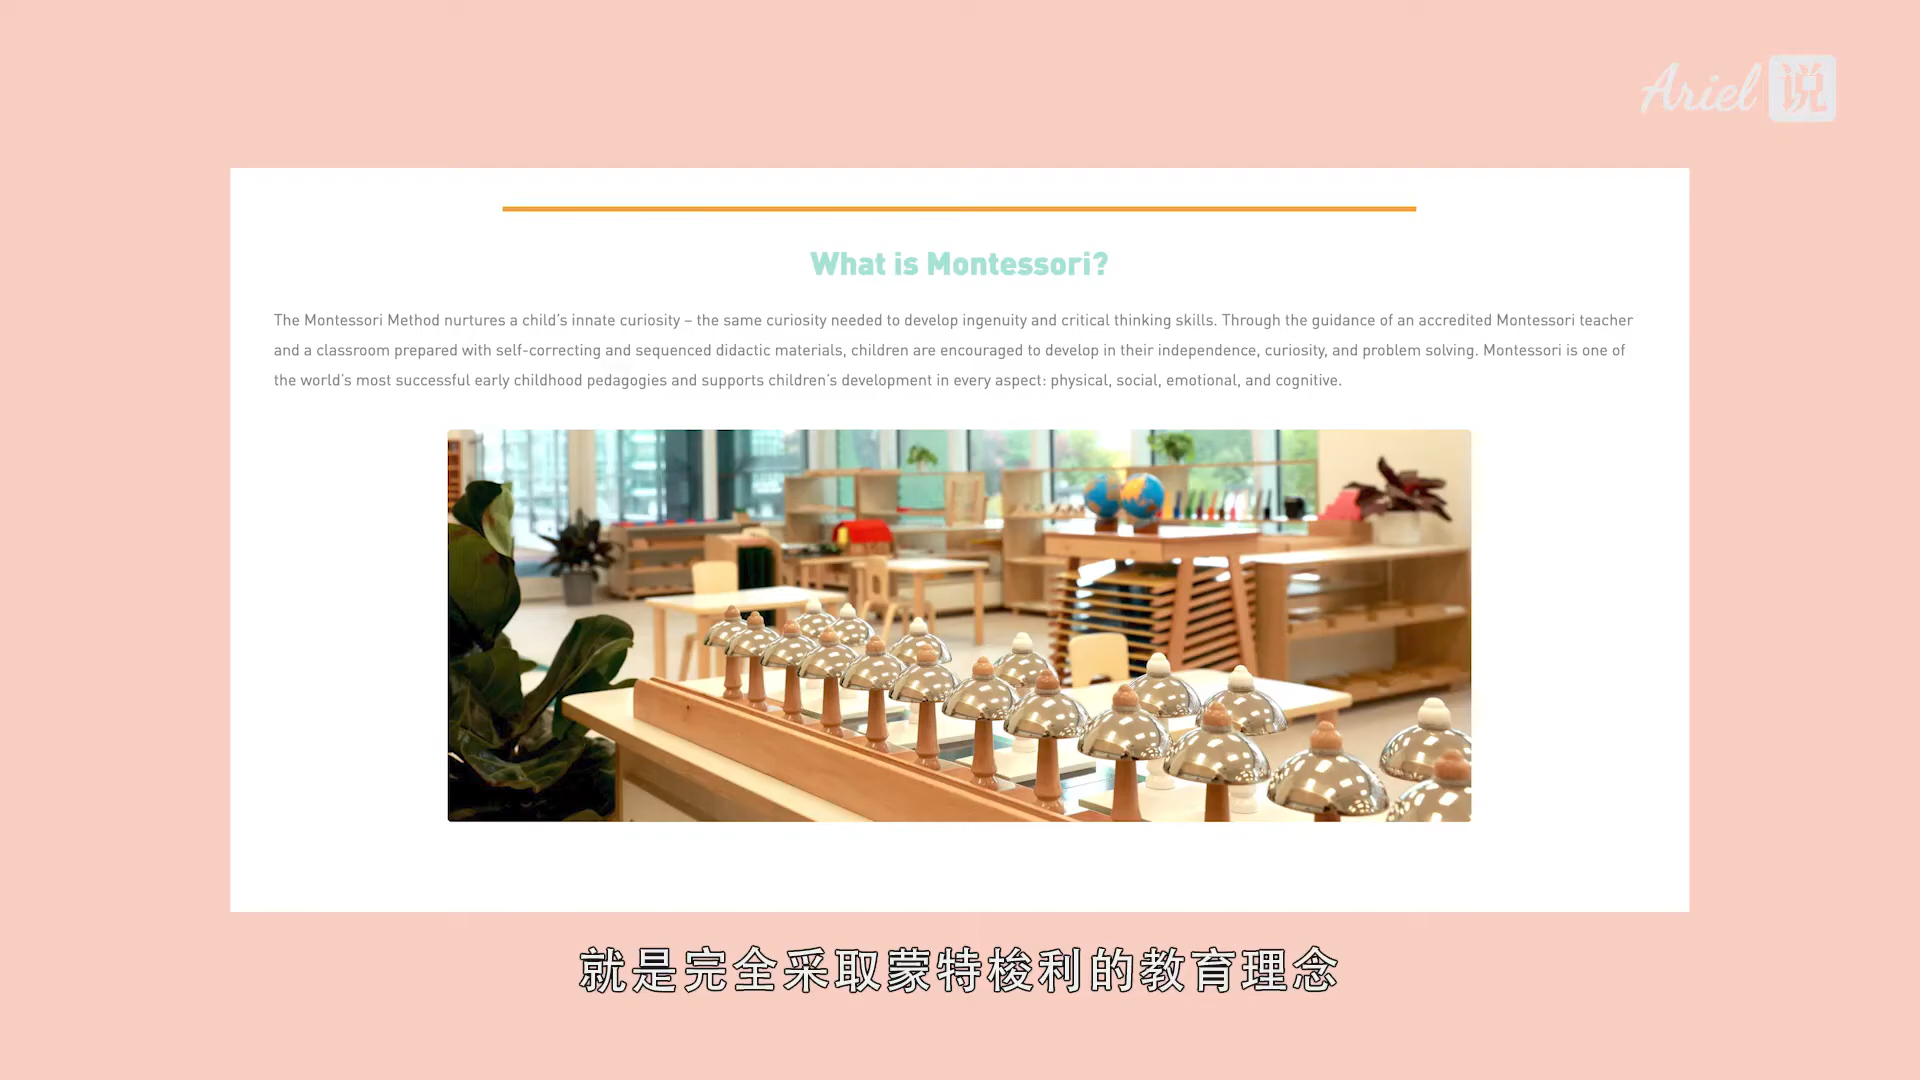 Ariel 说
What is Montessori?
The Montessori Method nurtures a child's innate curiosity – the same curiosity needed to develop ingenuity and critical thinking skills. Through the guidance of an accredited Montessori teacher
and a classroom prepared with self-correcting and sequenced didactic materials, children are encouraged to develop in their independence, curiosity, and problem solving. Montessori is one of
the world's most successful early childhood pedagogies and supports children's development in every aspect: physical, social, emotional, and cognitive.
就是完全采取蒙特梭利的教育理念